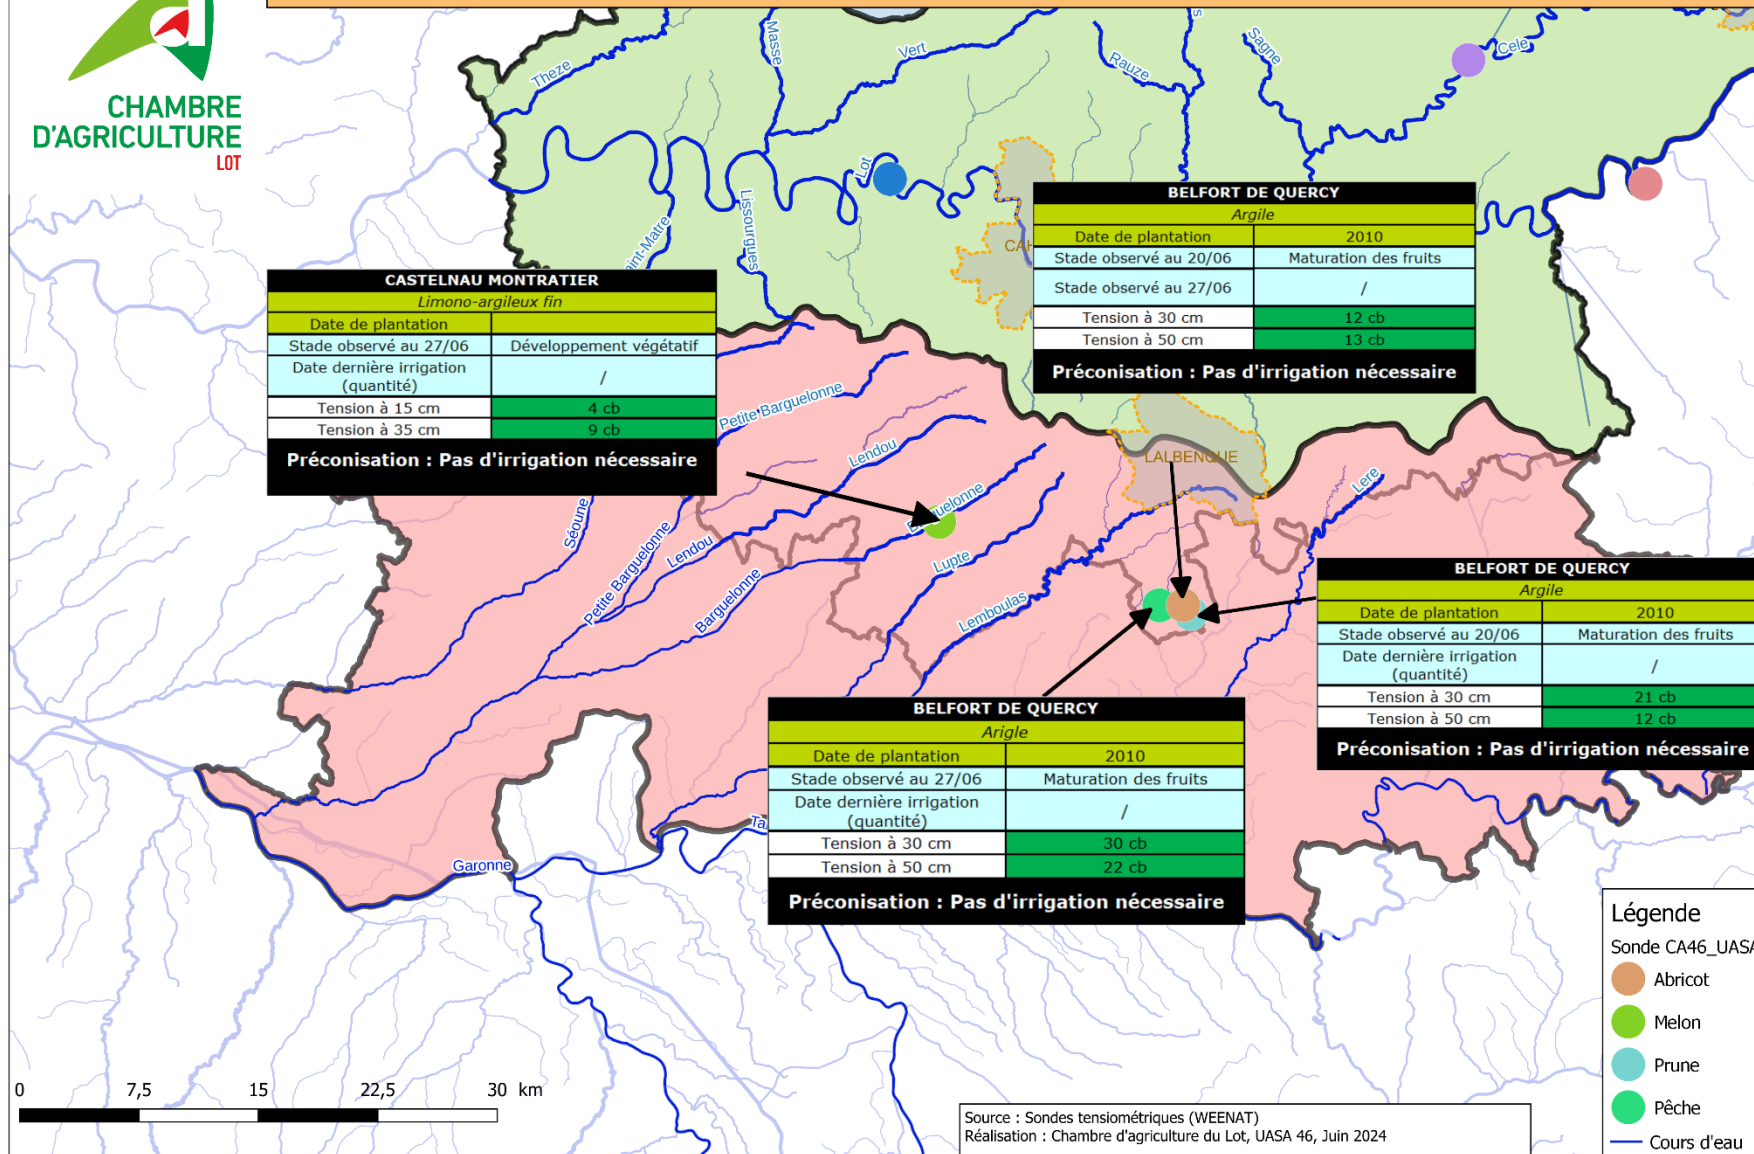 CHAMBRE
D'AGRICULTURE
LOT
Theze
Masse
Vert
Rauze
s
Sagne
Cele
Lot
Lissourgues
aint-Matre
CAH
BELFORT DE QUERCY
Argile
Date de plantation 2010
Stade observé au 20/06 Maturation des fruits
Stade observé au 27/06 /
Tension à 30 cm 12 cb
Tension à 50 cm 13 cb
Préconisation : Pas d'irrigation nécessaire
CASTELNAU MONTRATIER
Limono-argileux fin
Date de plantation
Stade observé au 27/06 Développement végétatif
Date dernière irrigation
(quantité) /
Tension à 15 cm 4 cb
Tension à 35 cm 9 cb
Préconisation : Pas d'irrigation nécessaire
Petite Barguelonne
Lendou
LALBENQUE
Lere
Séoune
Petite Barguelonne
Lendou
Barguelonne
Barguelonne
Lupte
Lemboulas
BELFORT DE QUERCY
Argile
Date de plantation 2010
Stade observé au 20/06 Maturation des fruits
Date dernière irrigation
(quantité) /
Tension à 30 cm 21 cb
Tension à 50 cm 12 cb
Préconisation : Pas d'irrigation nécessaire
BELFORT DE QUERCY
Arigle
Date de plantation 2010
Stade observé au 27/06 Maturation des fruits
Date dernière irrigation
(quantité) /
Tension à 30 cm 30 cb
Tension à 50 cm 22 cb
Préconisation : Pas d'irrigation nécessaire
Ta
Garonne
Légende
Sonde CA46_UASA
Abricot
Melon
Prune
Pêche
Cours d'eau
0 7,5 15 22,5 30 km
Source : Sondes tensiométriques (WEENAT)
Réalisation : Chambre d'agriculture du Lot, UASA 46, Juin 2024